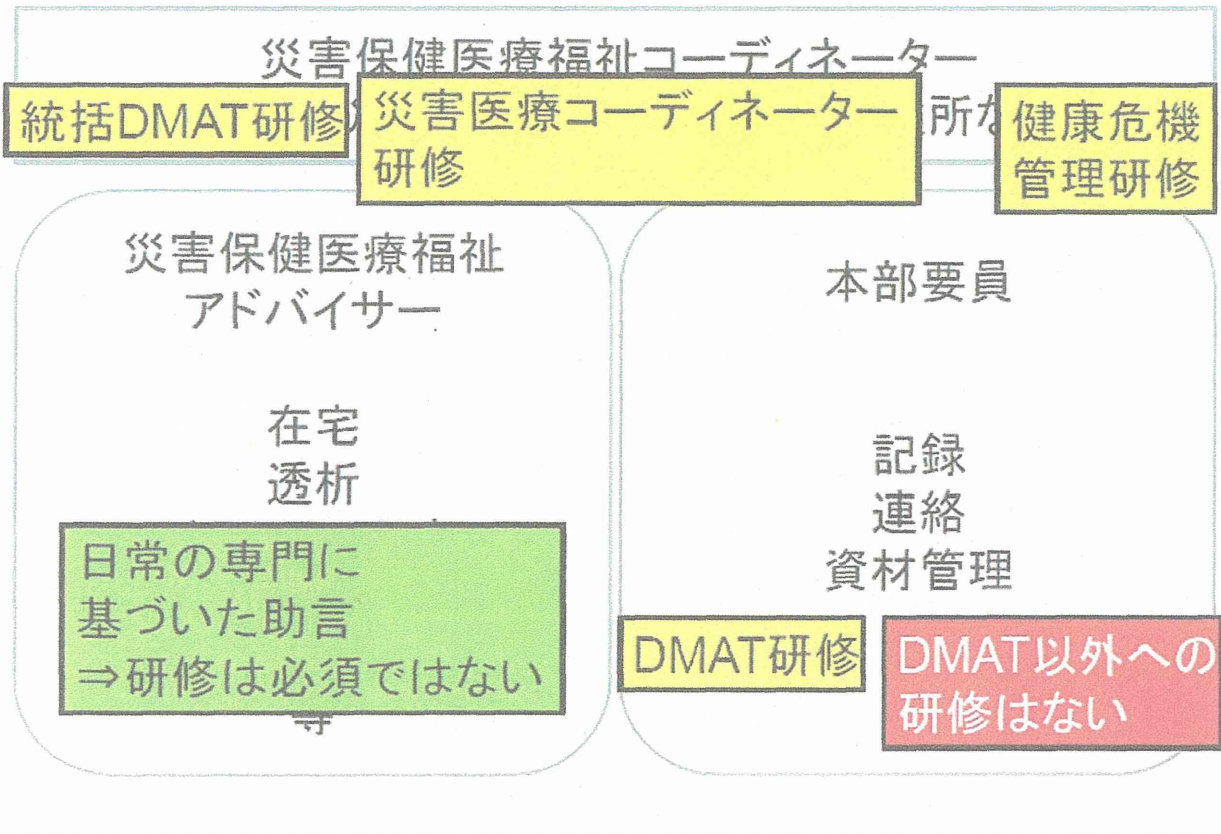 災害保健医療福祉コーディネーター
統括DMAT研修
災害医療コーディネーター
研修
所
健康危機
管理研修
災害保健医療福祉
アドバイザー
在宅
透析
日常の専門に
基づいた助言
⇒研修は必須ではない
等
本部要員
記録
連絡
資材管理
DMAT研修
DMAT以外への
研修はない